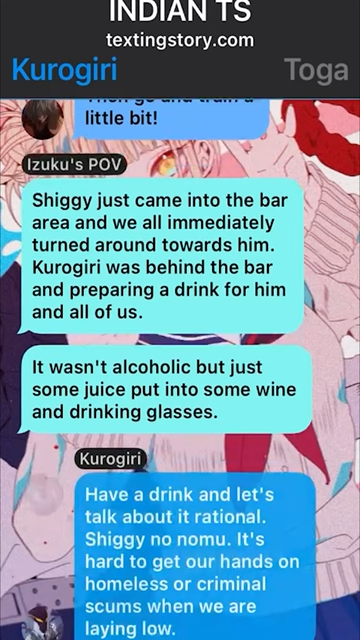 INDIAN TS
textingstory.com
Kurogiri Toga
Then go and train a
little bit!
Izuku's POV
Shiggy just came into the bar
area and we all immediately
turned around towards him.
Kurogiri was behind the bar
and preparing a drink for him
and all of us.
It wasn't alcoholic but just
some juice put into some wine
and drinking glasses.
Kurogiri
Have a drink and let's
talk about it rational.
Shiggy no nomu. It's
hard to get our hands on
homeless or criminal
scums when we are
laying low.